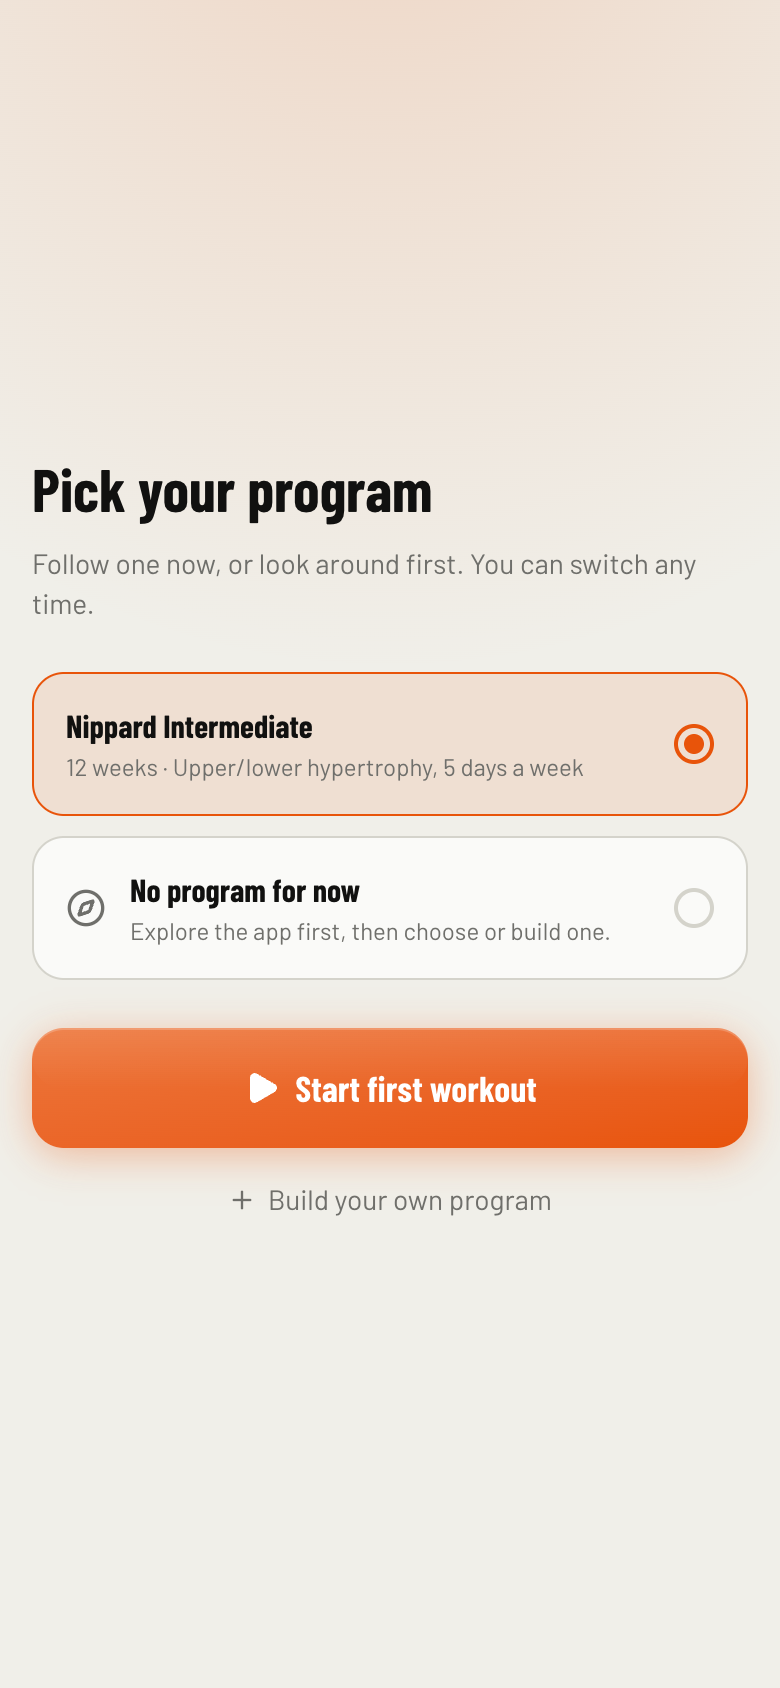 Pick your program
Follow one now, or look around first. You can switch any
time.
Nippard Intermediate
12 weeks · Upper/lower hypertrophy, 5 days a week
No program for now
Explore the app first, then choose or build one.
Start first workout
Build your own program